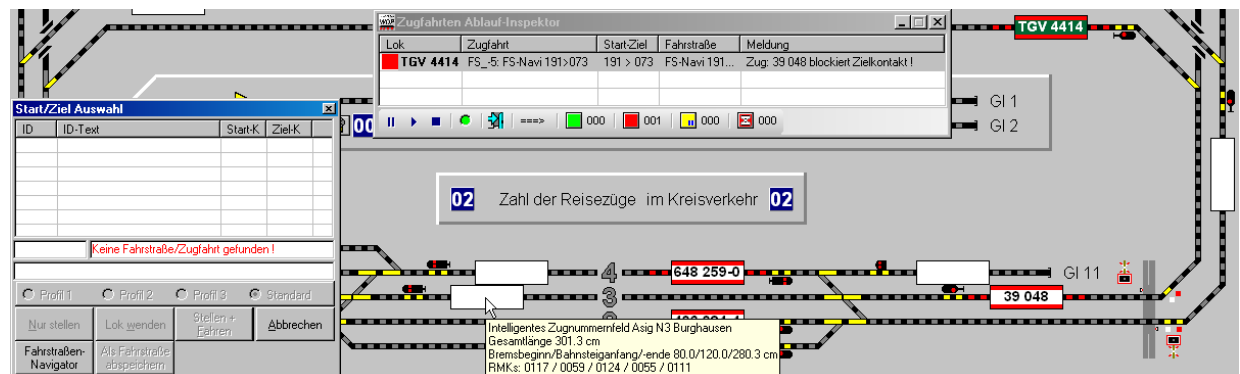 Zugfahrten Ablauf-Inspektor
Lok Zugfahrt Start-Ziel Fahrstraße Meldung
TGV 4414 FS_-5: FS-Navi 191>073 191 > 073 FS-Navi 191... Zug: 39 048 blockiert Zielkontakt !
===> 000 001 000 000
TGV 4414
Gl 1
Gl 2
Start/Ziel Auswahl
ID ID-Text Start-K Ziel-K
Keine Fahrstraße/Zugfahrt gefunden !
Profil 1 Profil 2 Profil 3 Standard
Nur stellen Lok wenden Stellen + Fahren Abbrechen
Fahrstraßen-Navigator Als Fahrstraße abspeichern
02 Zahl der Reisezüge im Kreisverkehr 02
4 648 259-0 Gl 11
3 39 048
Intelligentes Zugnummernfeld Asig N3 Burghausen
Gesamtlänge 301.3 cm
Bremsbeginn/Bahnsteiganfang/-ende 80.0/120.0/280.3 cm
RMKs: 0117 / 0059 / 0124 / 0055 / 0111